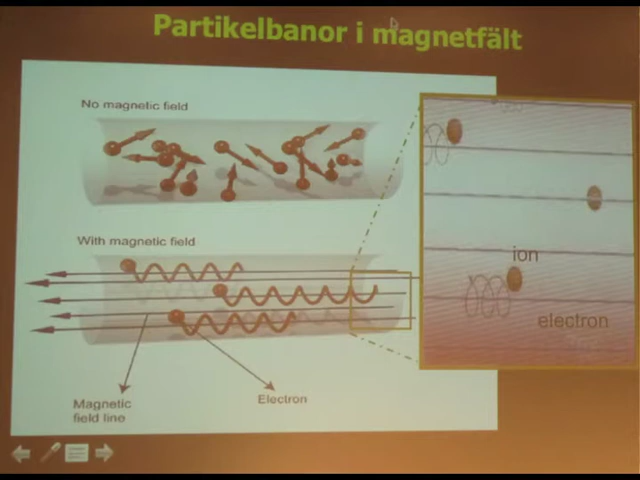 Partikelbanor i magnetfält
No magnetic field
With magnetic field
ion
electron
Magnetic
field line
Electron